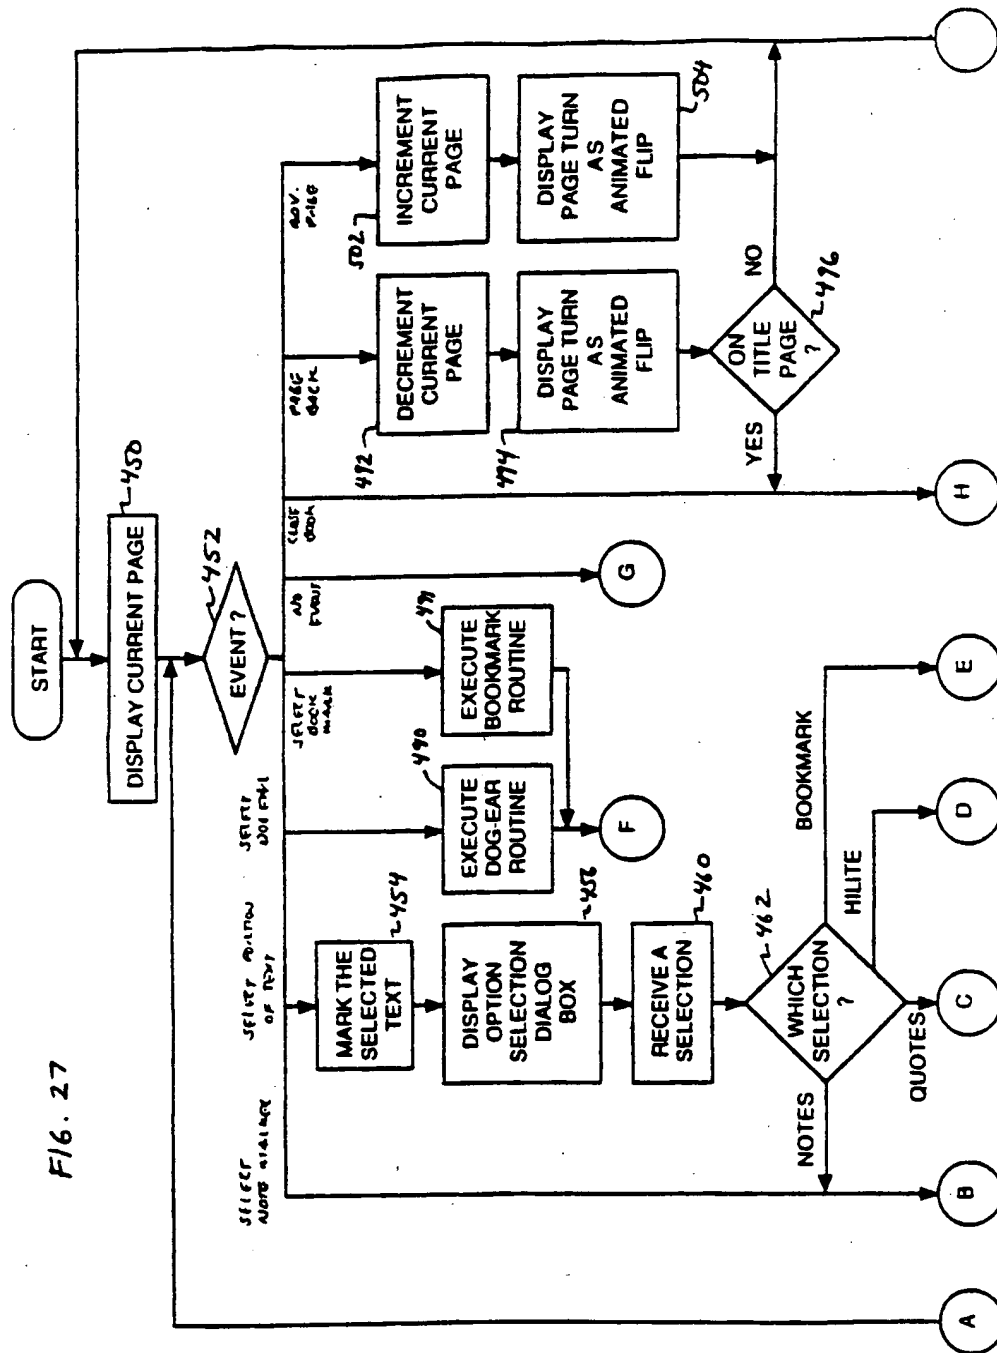 FIG. 27
START
DISPLAY CURRENT PAGE
450
EVENT ?
452
SELECT
NOTE MARKER
SELECT PORTION
OF TEXT
SELECT
DOG EAR
SELECT
BOOK
MARK
NO
EVENT
CLOSE
BOOK
PAGE
BACK
ADV.
PAGE
MARK THE
SELECTED
TEXT
454
DISPLAY
OPTION
SELECTION
DIALOG
BOX
456
RECEIVE A
SELECTION
460
WHICH
SELECTION
?
462
NOTES
QUOTES
HILITE
BOOKMARK
EXECUTE
DOG-EAR
ROUTINE
490
EXECUTE
BOOKMARK
ROUTINE
491
F
G
DECREMENT
CURRENT
PAGE
492
DISPLAY
PAGE TURN
AS
ANIMATED
FLIP
494
ON
TITLE
PAGE
?
496
YES
NO
INCREMENT
CURRENT
PAGE
502
DISPLAY
PAGE TURN
AS
ANIMATED
FLIP
504
A
B
C
D
E
H